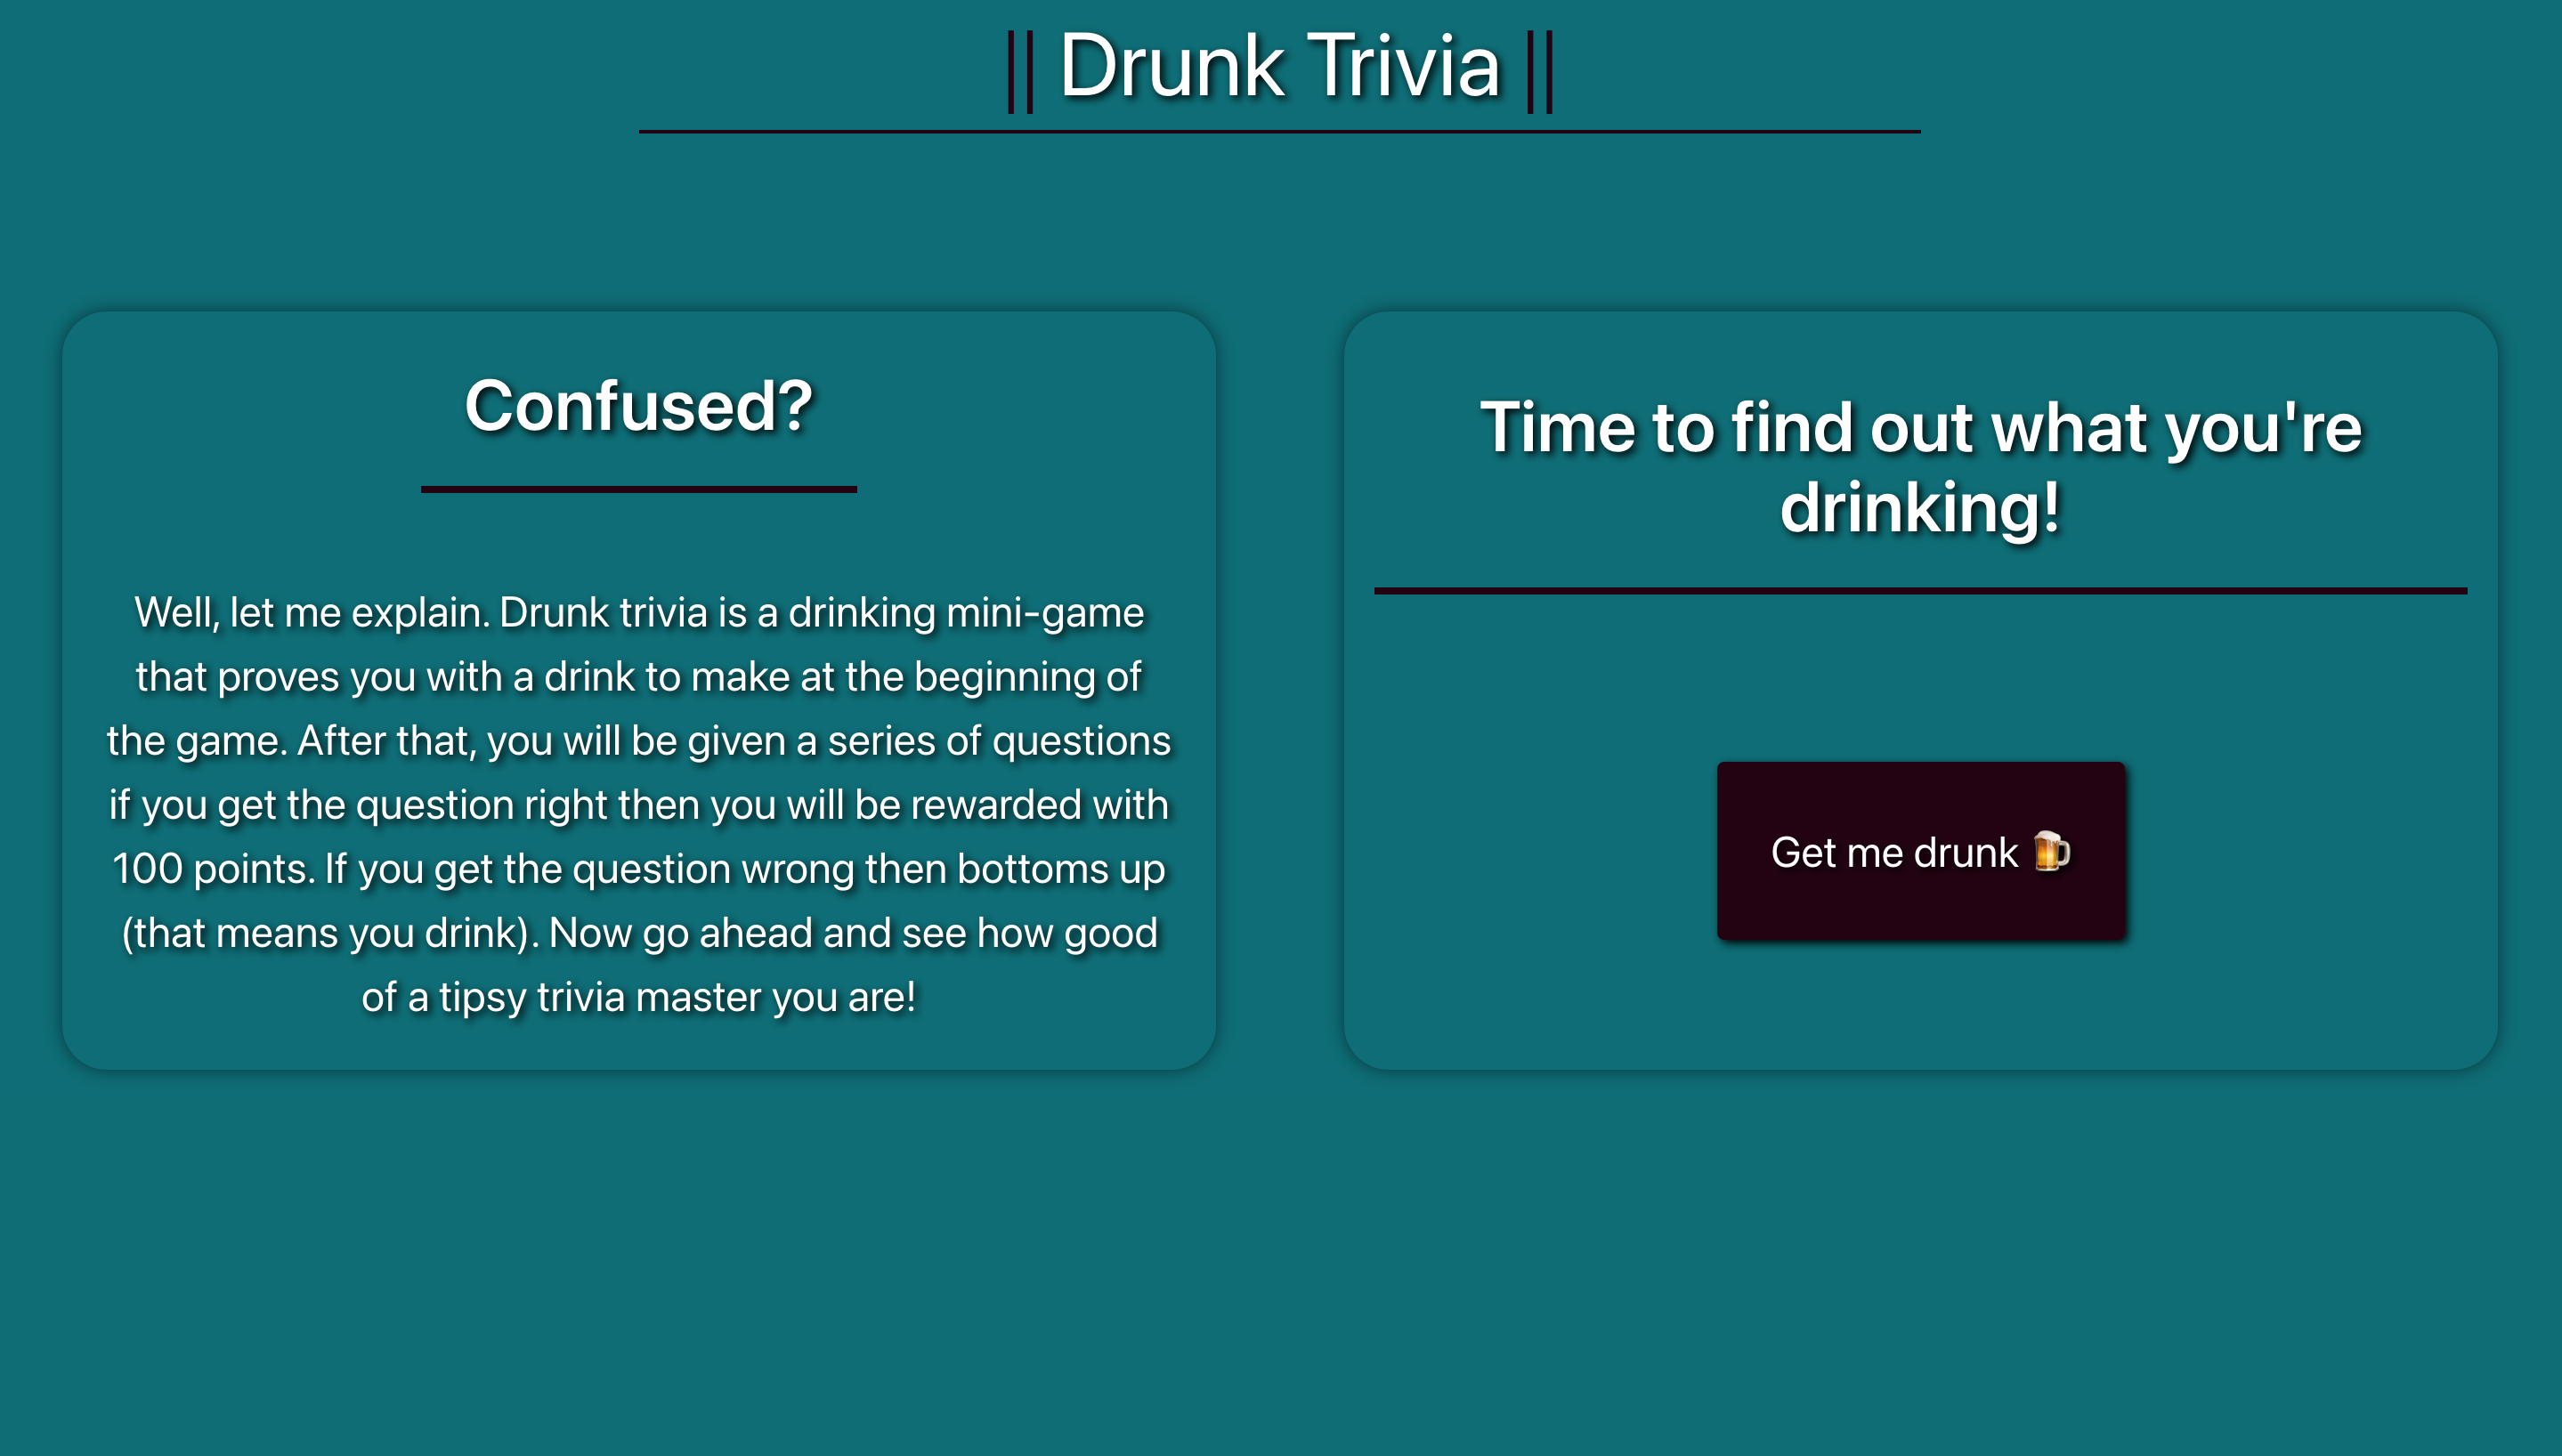 || Drunk Trivia ||
Confused?
Well, let me explain. Drunk trivia is a drinking mini-game
that proves you with a drink to make at the beginning of
the game. After that, you will be given a series of questions
if you get the question right then you will be rewarded with
100 points. If you get the question wrong then bottoms up
(that means you drink). Now go ahead and see how good
of a tipsy trivia master you are!
Time to find out what you're
drinking!
Get me drunk 🍺